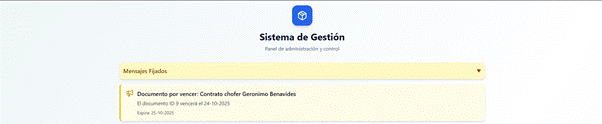 Sistema de Gestión
Panel de administración y control
Mensajes Fijados
Documento por vencer: Contrato chofer Geronimo Benavides
El documento ID 9 vencerá el 24-10-2025
Expira: 25-10-2025